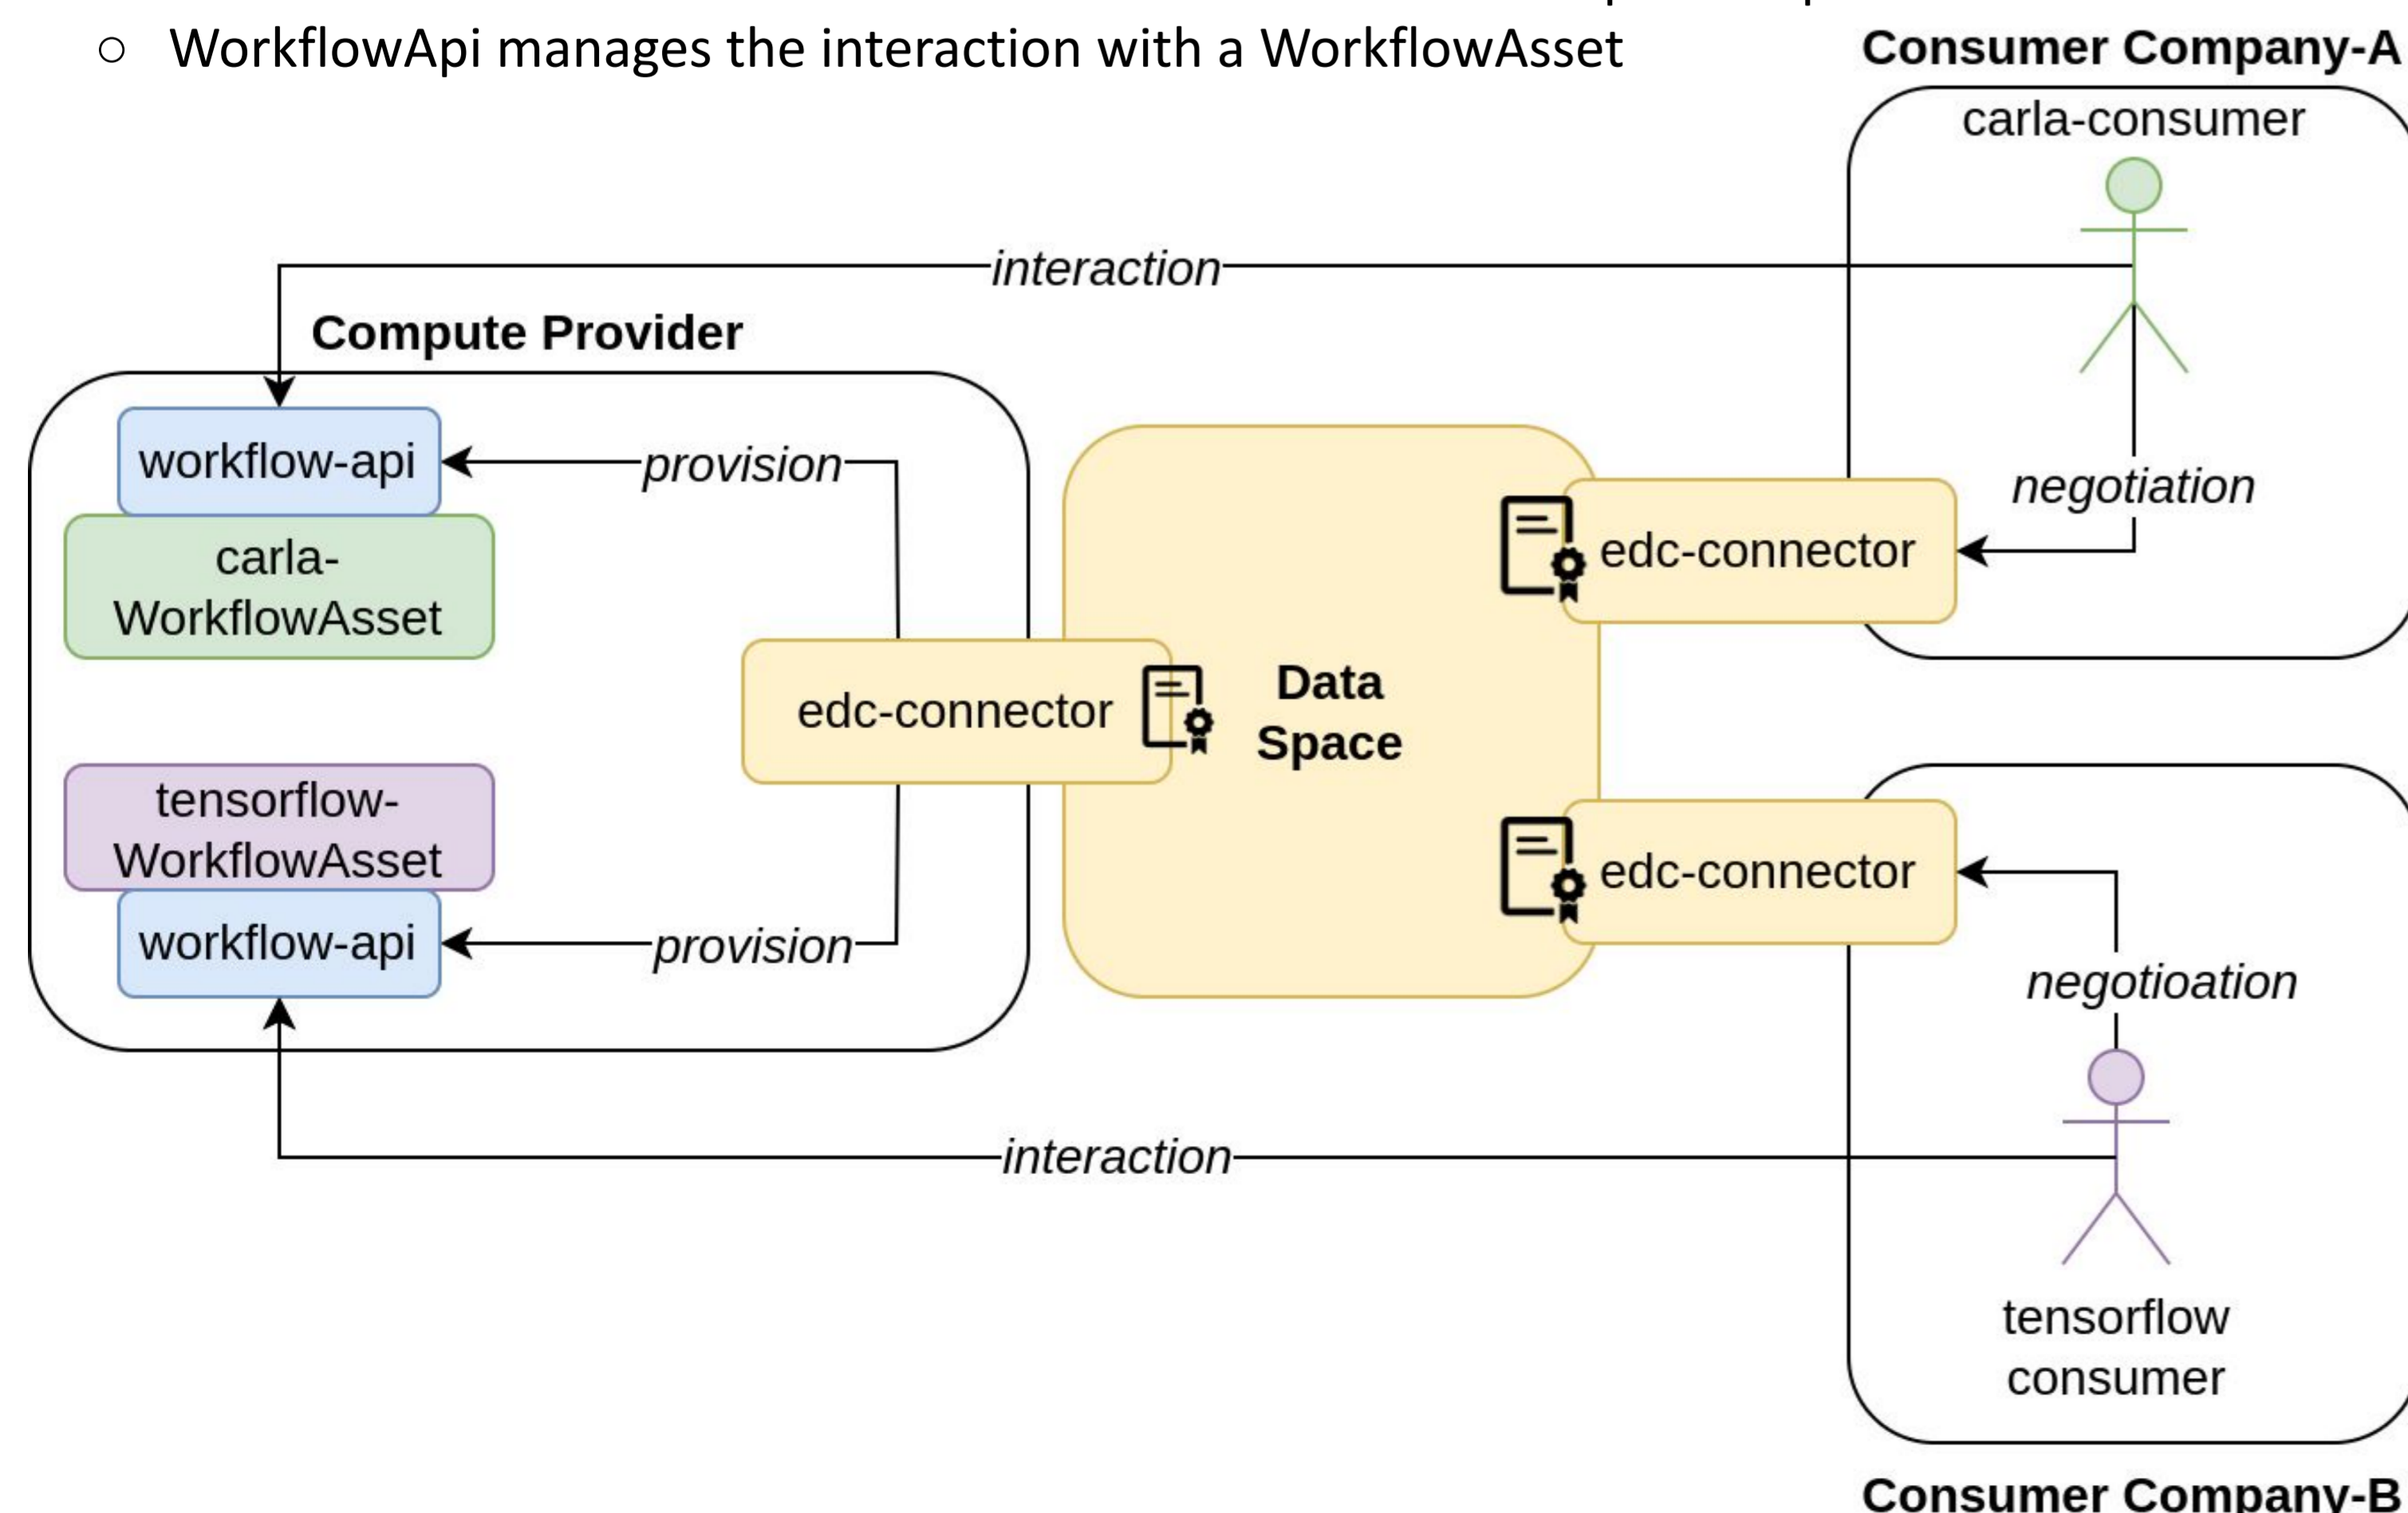 ○ WorkflowApi manages the interaction with a WorkflowAsset
Consumer Company-A
carla-consumer
interaction
Compute Provider
workflow-api
provision
negotiation
carla-
WorkflowAsset
edc-connector
edc-connector
Data
Space
tensorflow-
WorkflowAsset
edc-connector
workflow-api
provision
negotioation
interaction
tensorflow
consumer
Consumer Company-B